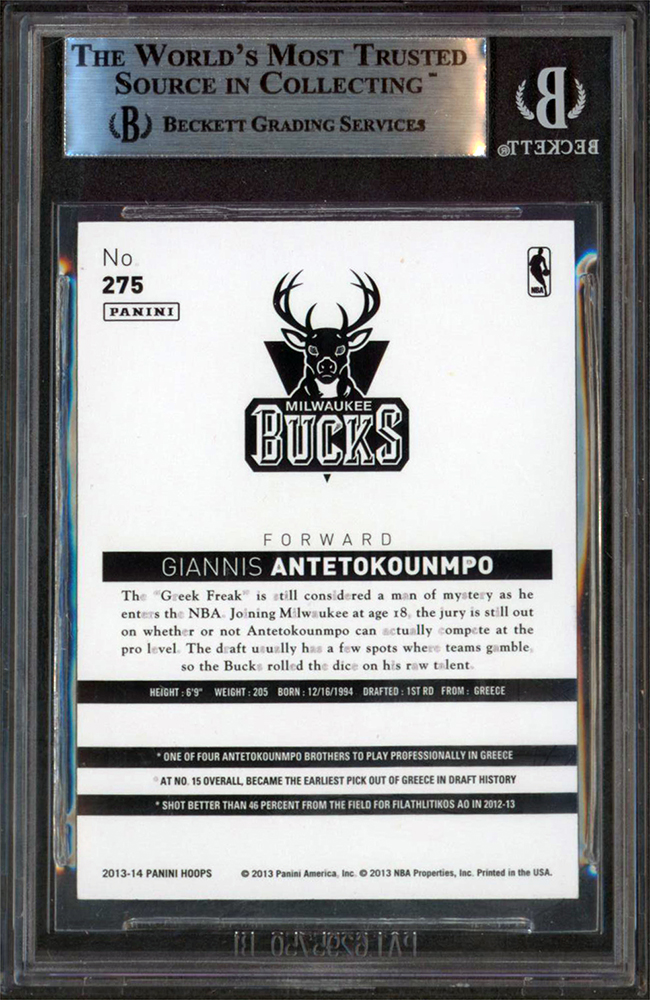 THE WORLD'S MOST TRUSTED
SOURCE IN COLLECTING™
BECKETT GRADING SERVICES
BECKETT®
No.
275
PANINI
NBA
MILWAUKEE
BUCKS
FORWARD
GIANNIS ANTETOKOUNMPO
The "Greek Freak" is still considered a man of mystery as he
enters the NBA. Joining Milwaukee at age 18, the jury is still out
on whether or not Antetokounmpo can actually compete at the
pro level. The draft usually has a few spots where teams gamble,
so the Bucks rolled the dice on his raw talent.
HEIGHT : 6'9" WEIGHT : 205 BORN : 12/16/1994 DRAFTED : 1ST RD FROM : GREECE
* ONE OF FOUR ANTETOKOUNMPO BROTHERS TO PLAY PROFESSIONALLY IN GREECE
* AT NO. 15 OVERALL, BECAME THE EARLIEST PICK OUT OF GREECE IN DRAFT HISTORY
* SHOT BETTER THAN 46 PERCENT FROM THE FIELD FOR FILATHLITIKOS AO IN 2012-13
2013-14 PANINI HOOPS © 2013 Panini America, Inc. © 2013 NBA Properties, Inc. Printed in the USA.